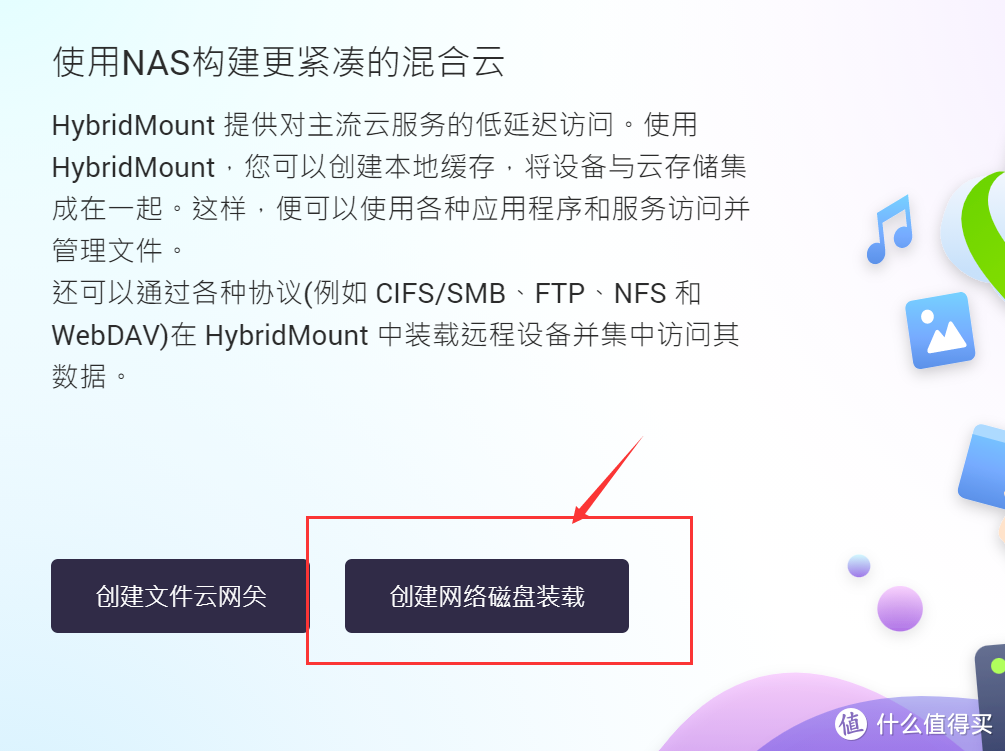 使用NAS构建更紧凑的混合云
HybridMount 提供对主流云服务的低延迟访问。使用
HybridMount，您可以创建本地缓存，将设备与云存储集
成在一起。这样，便可以使用各种应用程序和服务访问并
管理文件。
还可以通过各种协议(例如 CIFS/SMB、FTP、NFS 和
WebDAV)在 HybridMount 中装载远程设备并集中访问其
数据。
创建文件云网关
创建网络磁盘装载
值 什么值得买